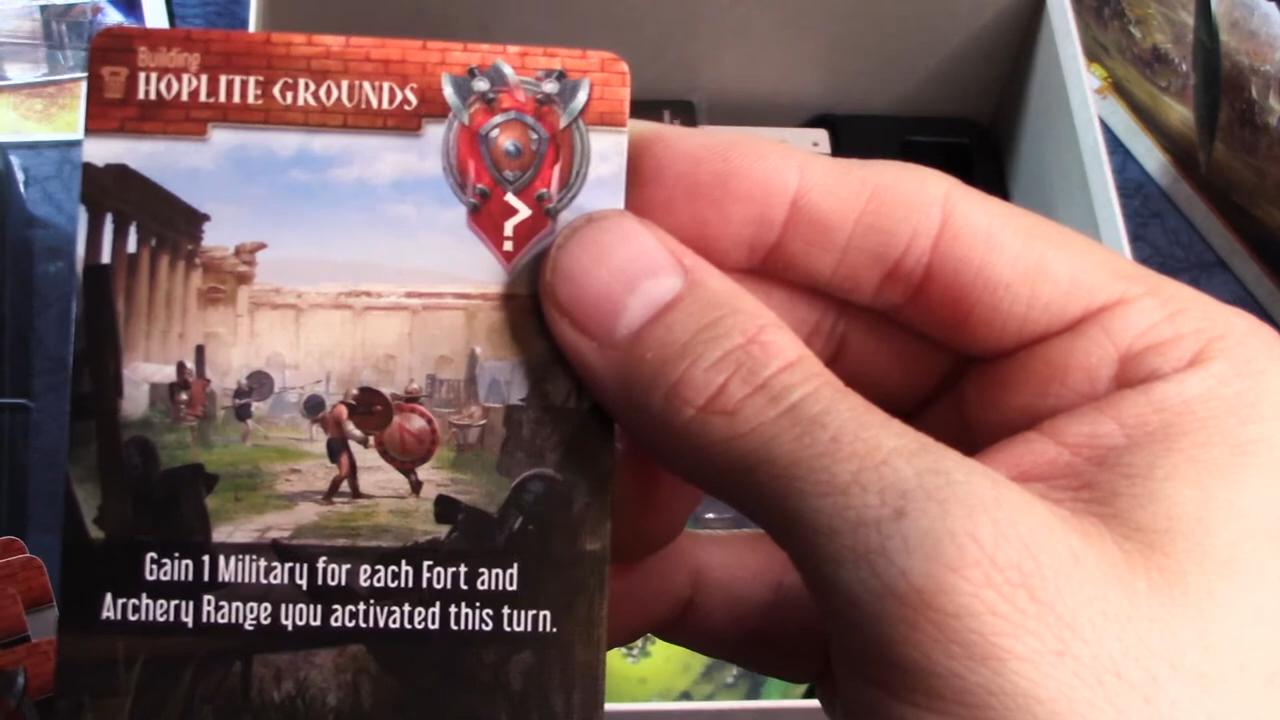 Building
HOPLITE GROUNDS
?
Gain 1 Military for each Fort and
Archery Range you activated this turn.